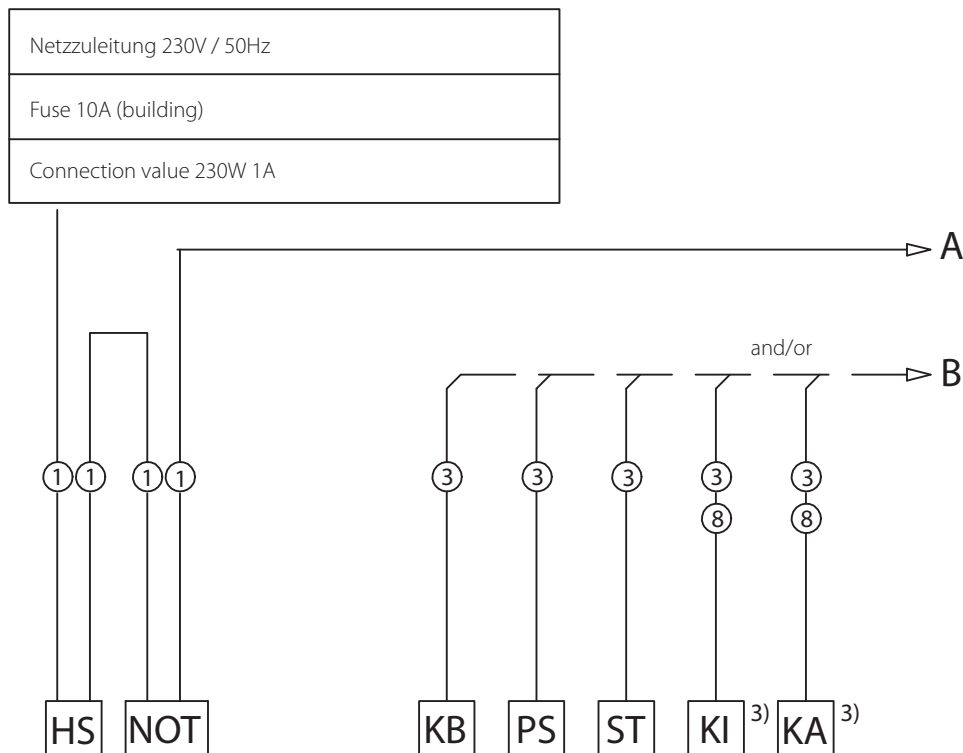 Netzzuleitung 230V / 50Hz
Fuse 10A (building)
Connection value 230W 1A
A
and/or
B
1 1 1 1 3 3 3 3 3
8 8
HS NOT KB PS ST KI 3) KA 3)